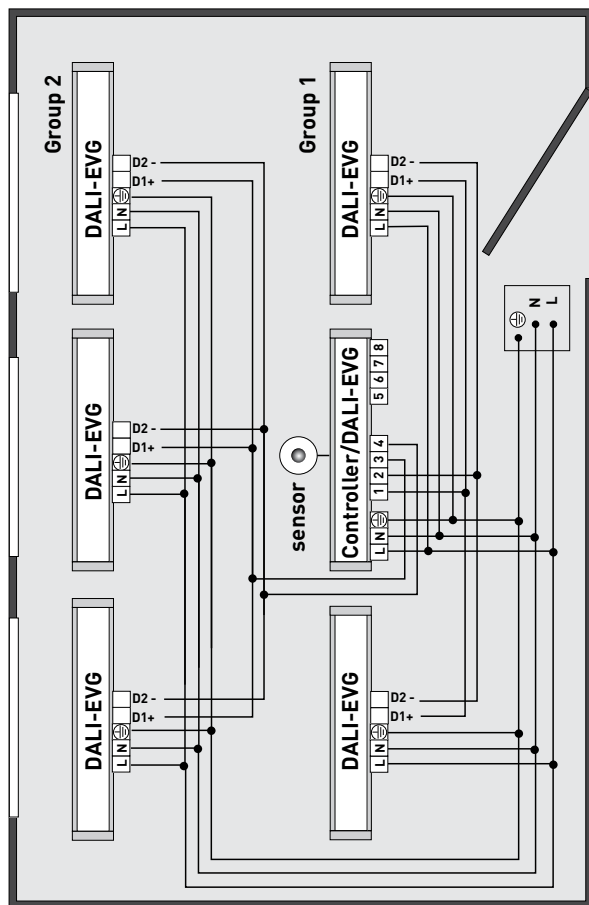 Group 2
DALI-EVG
D2 -
D1+
N
L
Group 1
DALI-EVG
D2 -
D1+
N
L
N
L
DALI-EVG
D2 -
D1+
N
L
sensor
Controller/DALI-EVG
8
7
6
5
4
3
2
1
N
L
DALI-EVG
D2 -
D1+
N
L
DALI-EVG
D2 -
D1+
N
L